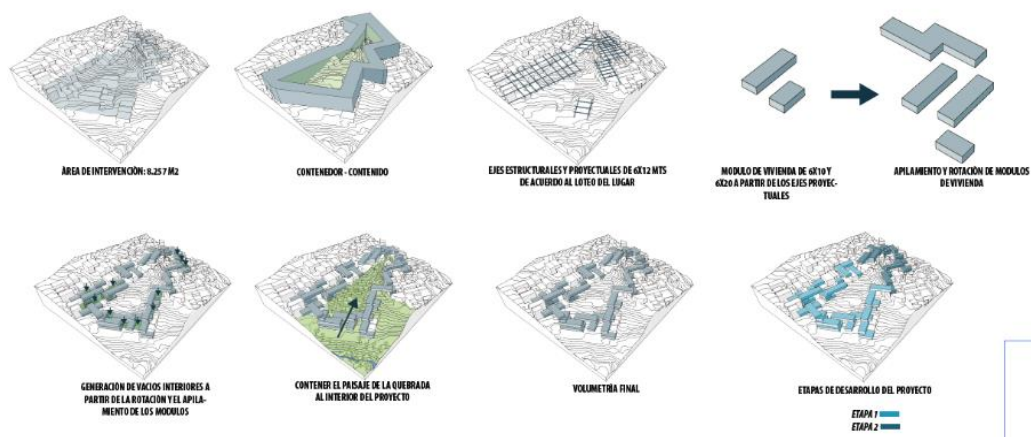 ÁREA DE INTERVENCIÓN: 8.257 M2
CONTENEDOR - CONTENIDO
EJES ESTRUCTURALES Y PROYECTUALES DE 6X12 MTS
DE ACUERDO AL LOTEO DEL LUGAR
MODULO DE VIVIENDA DE 6X10 Y
6X20 A PARTIR DE LOS EJES PROYEC-
TUALES
APILAMIENTO Y ROTACIÓN DE MODULOS
DE VIVIENDA
GENERACIÓN DE VACIOS INTERIORES A
PARTIR DE LA ROTACIÓN Y EL APILA-
MIENTO DE LOS MODULOS
CONTENER EL PAISAJE DE LA QUEBRADA
AL INTERIOR DEL PROYECTO
VOLUMETRÍA FINAL
ETAPAS DE DESARROLLO DEL PROYECTO
ETAPA 1
ETAPA 2